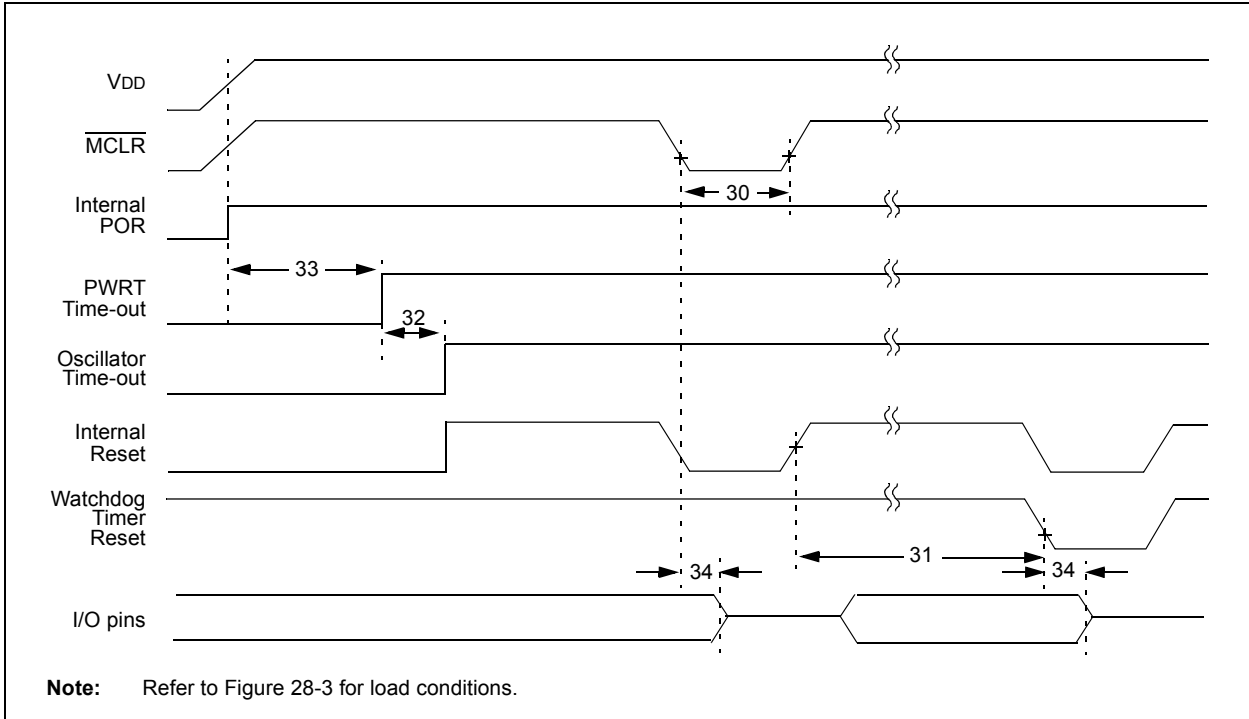 VDD
MCLR
30
Internal
POR
33
PWRT
Time-out
32
Oscillator
Time-out
Internal
Reset
Watchdog
Timer
Reset
31
34
34
I/O pins
Note: Refer to Figure 28-3 for load conditions.